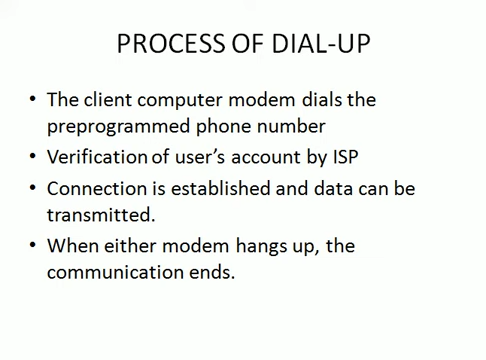 PROCESS OF DIAL-UP
• The client computer modem dials the
preprogrammed phone number
• Verification of user's account by ISP
• Connection is established and data can be
transmitted.
• When either modem hangs up, the
communication ends.